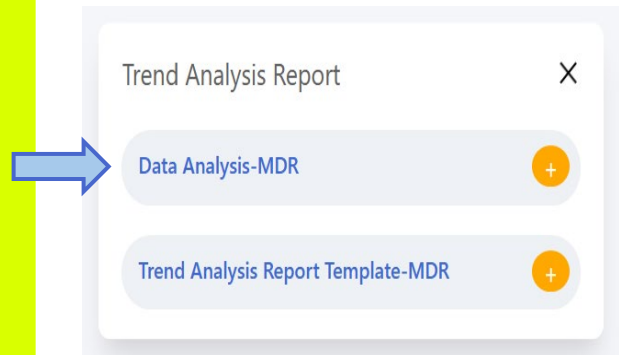 Trend Analysis Report X
Data Analysis-MDR +
Trend Analysis Report Template-MDR +